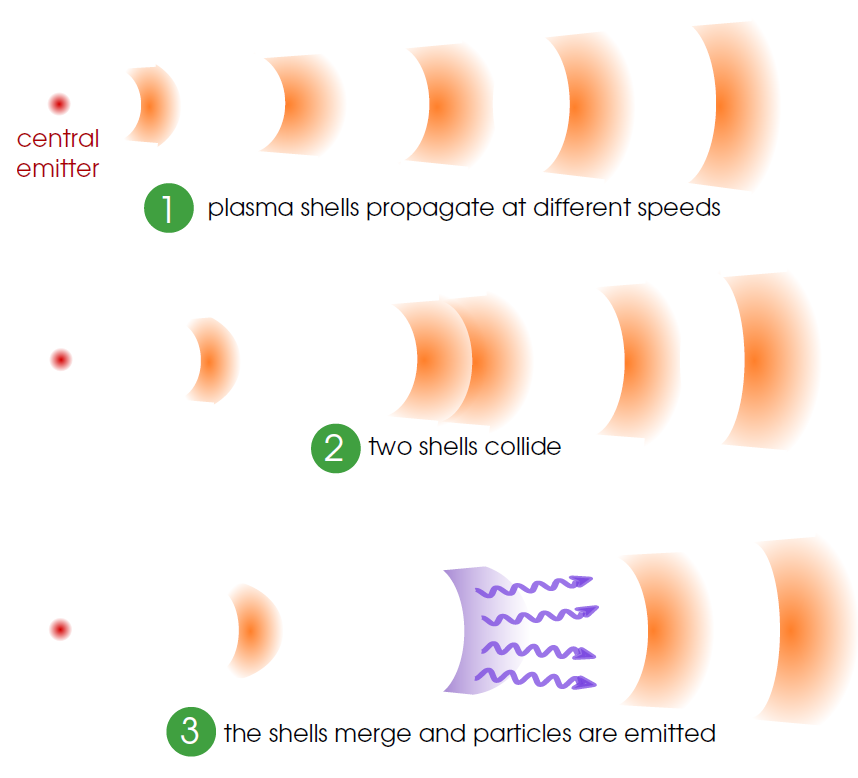 central
emitter
1 plasma shells propagate at different speeds
2 two shells collide
3 the shells merge and particles are emitted